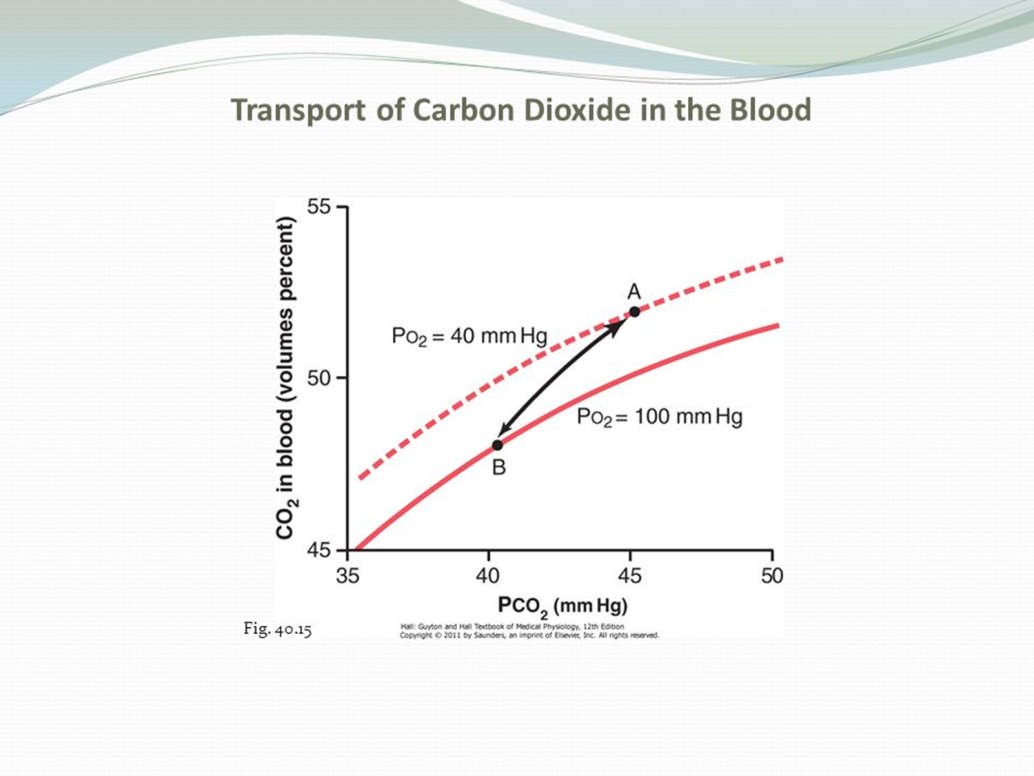 Transport of Carbon Dioxide in the Blood
55
A
PO₂ = 40 mm Hg
50
PO₂ = 100 mm Hg
B
CO₂ in blood (volumes percent)
45
35 40 45 50
PCO₂ (mm Hg)
Fig. 40.15
Hall: Guyton and Hall Textbook of Medical Physiology, 12th Edition
Copyright © 2011 by Saunders, an imprint of Elsevier, Inc. All rights reserved.